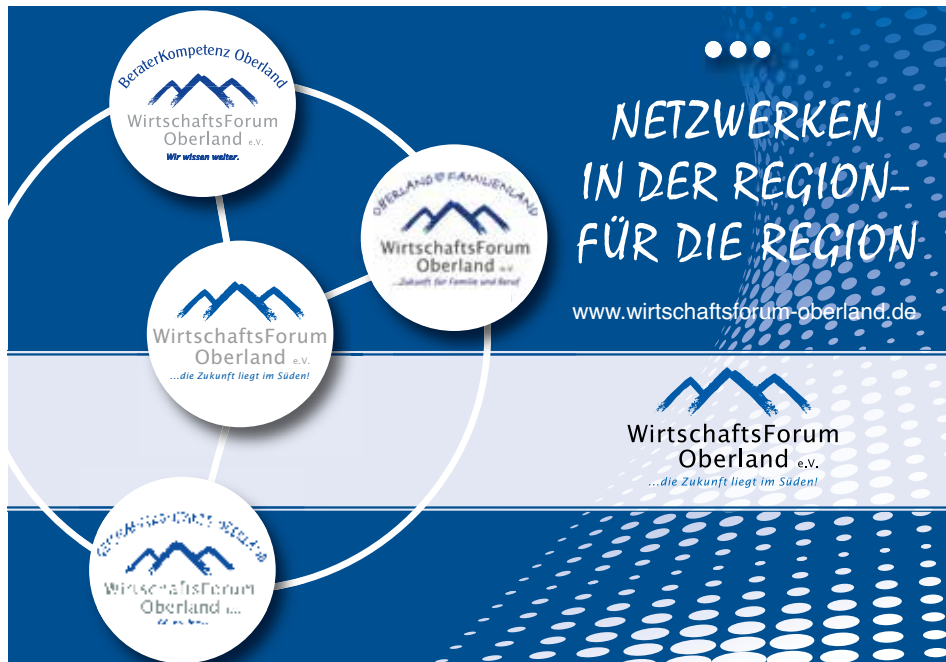 BeraterKompetenz Oberland
WirtschaftsForum
Oberland e.V.
Wir wissen weiter.
OBERLAND@FAMILIENLAND
WirtschaftsForum
Oberland e.V.
...Zukunft für Familie und Beruf
WirtschaftsForum
Oberland e.V.
...die Zukunft liegt im Süden!
WirtschaftsForum
Oberland
NETZWERKEN
IN DER REGION–
FÜR DIE REGION
www.wirtschaftsforum-oberland.de
WirtschaftsForum
Oberland e.V.
...die Zukunft liegt im Süden!